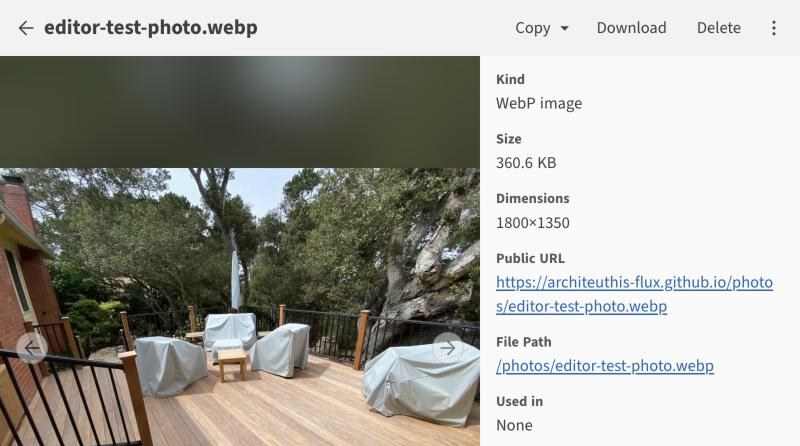 editor-test-photo.webp
Copy
Download
Delete
Kind
WebP image
Size
360.6 KB
Dimensions
1800×1350
Public URL
https://architeuthis-flux.github.io/photo
s/editor-test-photo.webp
File Path
/photos/editor-test-photo.webp
Used in
None